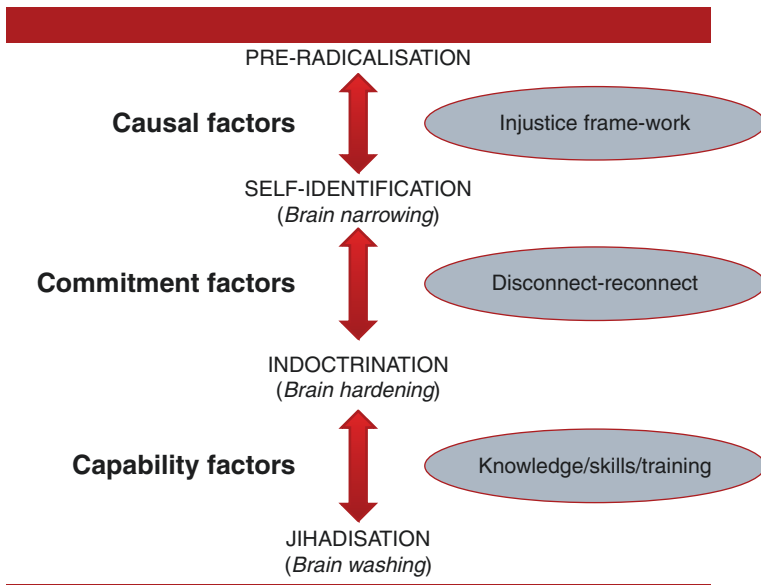 PRE-RADICALISATION
Causal factors
Injustice frame-work
SELF-IDENTIFICATION
(Brain narrowing)
Commitment factors
Disconnect-reconnect
INDOCTRINATION
(Brain hardening)
Capability factors
Knowledge/skills/training
JIHADISATION
(Brain washing)